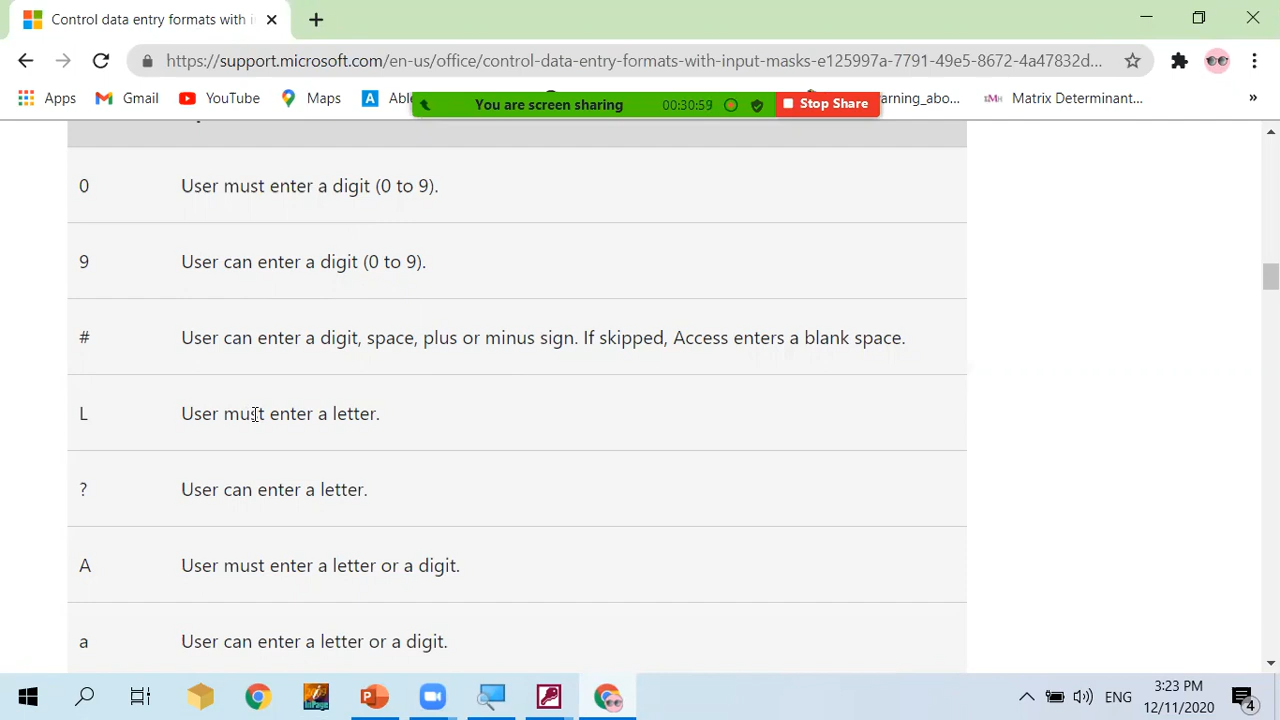 Control data entry formats with i
https://support.microsoft.com/en-us/office/control-data-entry-formats-with-input-masks-e125997a-7791-49e5-8672-4a47832d...
Apps Gmail YouTube Maps Abl You are screen sharing 00:30:59 Stop Share arning_abo... Matrix Determinant... »
0 User must enter a digit (0 to 9).
9 User can enter a digit (0 to 9).
# User can enter a digit, space, plus or minus sign. If skipped, Access enters a blank space.
L User must enter a letter.
? User can enter a letter.
A User must enter a letter or a digit.
a User can enter a letter or a digit.
ENG 3:23 PM
12/11/2020 4